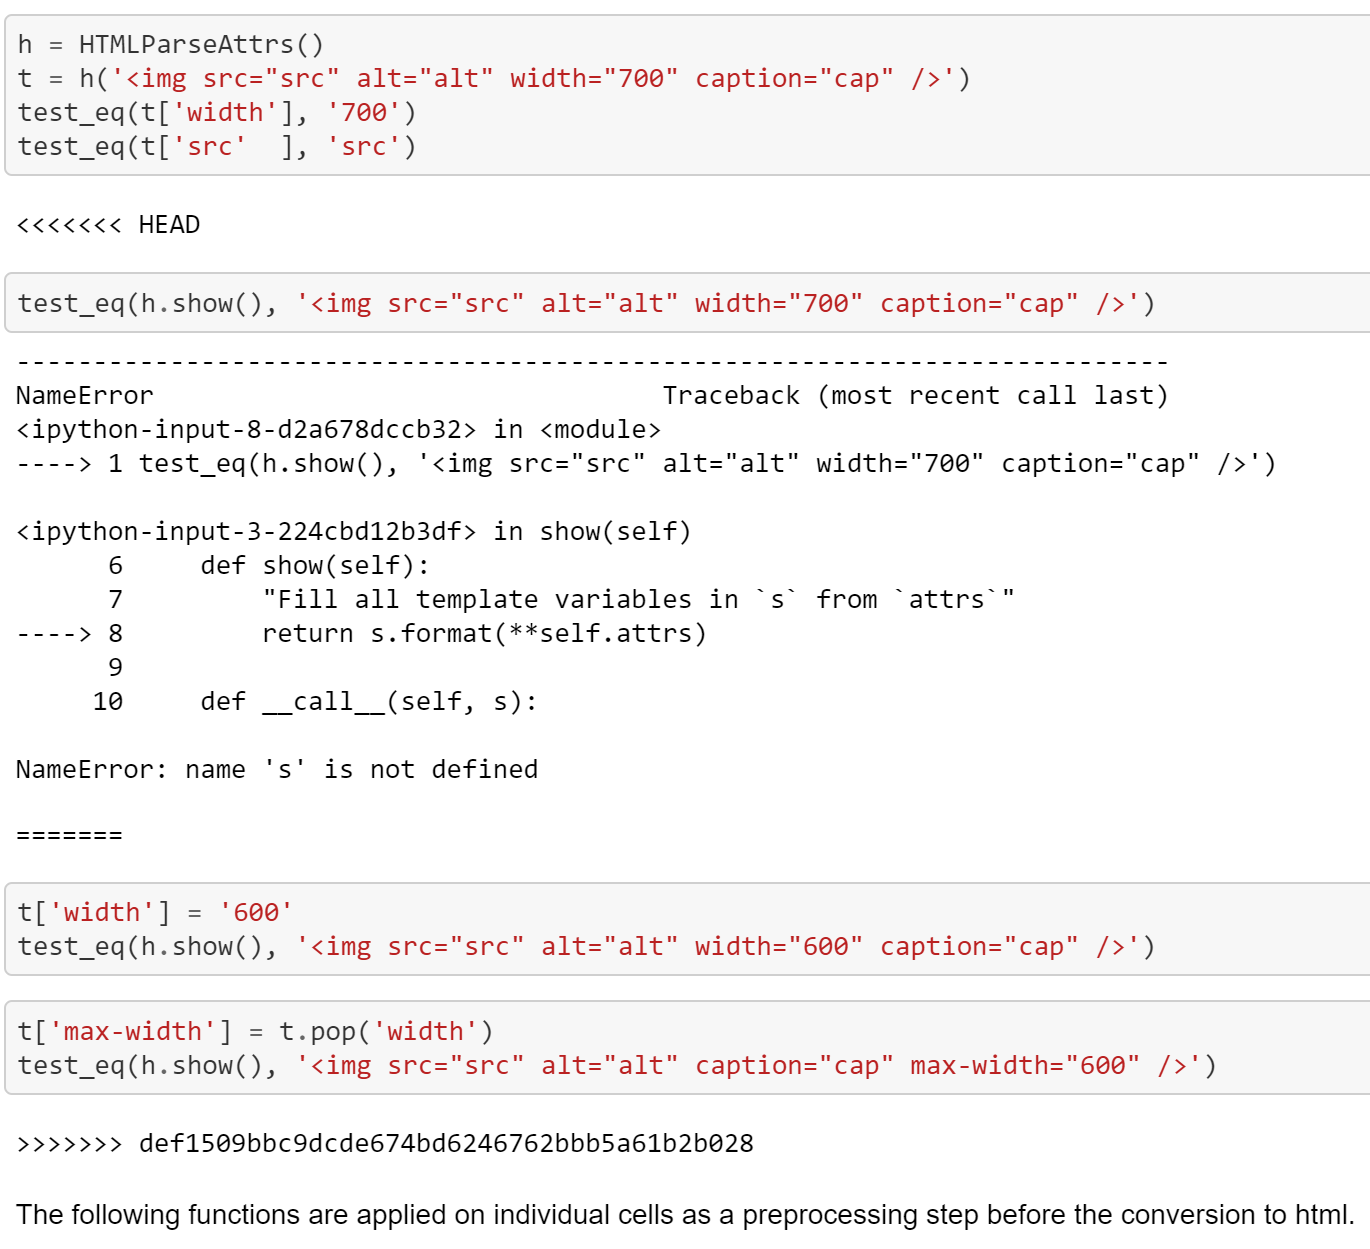 h = HTMLParseAttrs()
t = h('<img src="src" alt="alt" width="700" caption="cap" />')
test_eq(t['width'], '700')
test_eq(t['src'  ], 'src')
<<<<<<< HEAD
test_eq(h.show(), '<img src="src" alt="alt" width="700" caption="cap" />')
---------------------------------------------------------------------------
NameError                                 Traceback (most recent call last)
<ipython-input-8-d2a678dccb32> in <module>
----> 1 test_eq(h.show(), '<img src="src" alt="alt" width="700" caption="cap" />')
<ipython-input-3-224cbd12b3df> in show(self)
      6     def show(self):
      7         "Fill all template variables in `s` from `attrs`"
----> 8         return s.format(**self.attrs)
      9
     10     def __call__(self, s):
NameError: name 's' is not defined
=======
t['width'] = '600'
test_eq(h.show(), '<img src="src" alt="alt" width="600" caption="cap" />')
t['max-width'] = t.pop('width')
test_eq(h.show(), '<img src="src" alt="alt" caption="cap" max-width="600" />')
>>>>>>> def1509bbc9dcde674bd6246762bbb5a61b2b028
The following functions are applied on individual cells as a preprocessing step before the conversion to html.